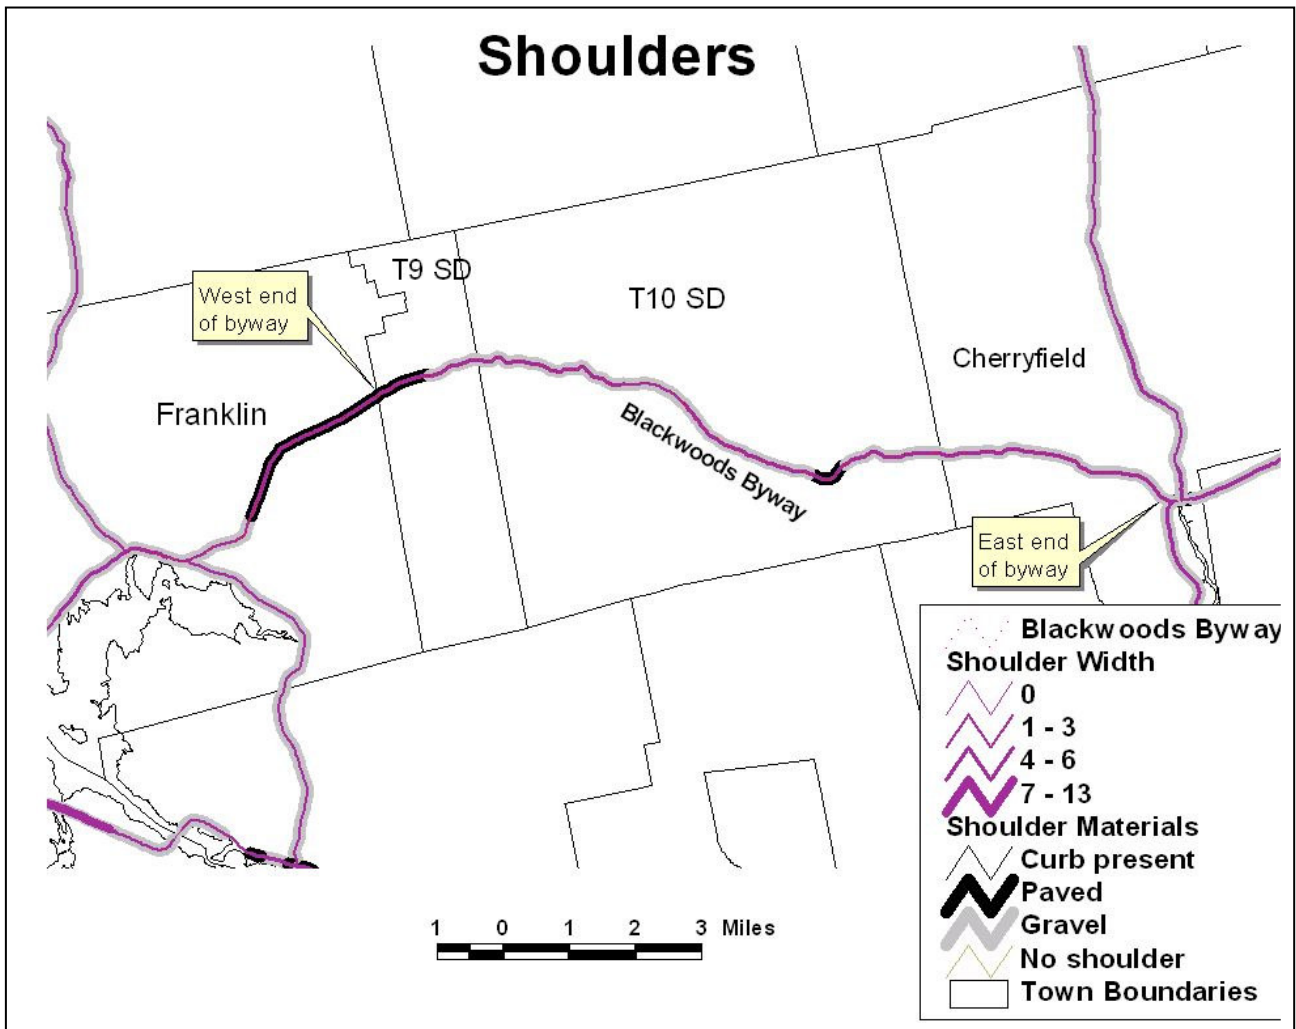 Shoulders
T9 SD
West end
of byway
T10 SD
Cherryfield
Franklin
Blackwoods Byway
East end
of byway
Blackwoods Byway
Shoulder Width
0
1 - 3
4 - 6
7 - 13
Shoulder Materials
Curb present
Paved
Gravel
No shoulder
Town Boundaries
1 0 1 2 3 Miles